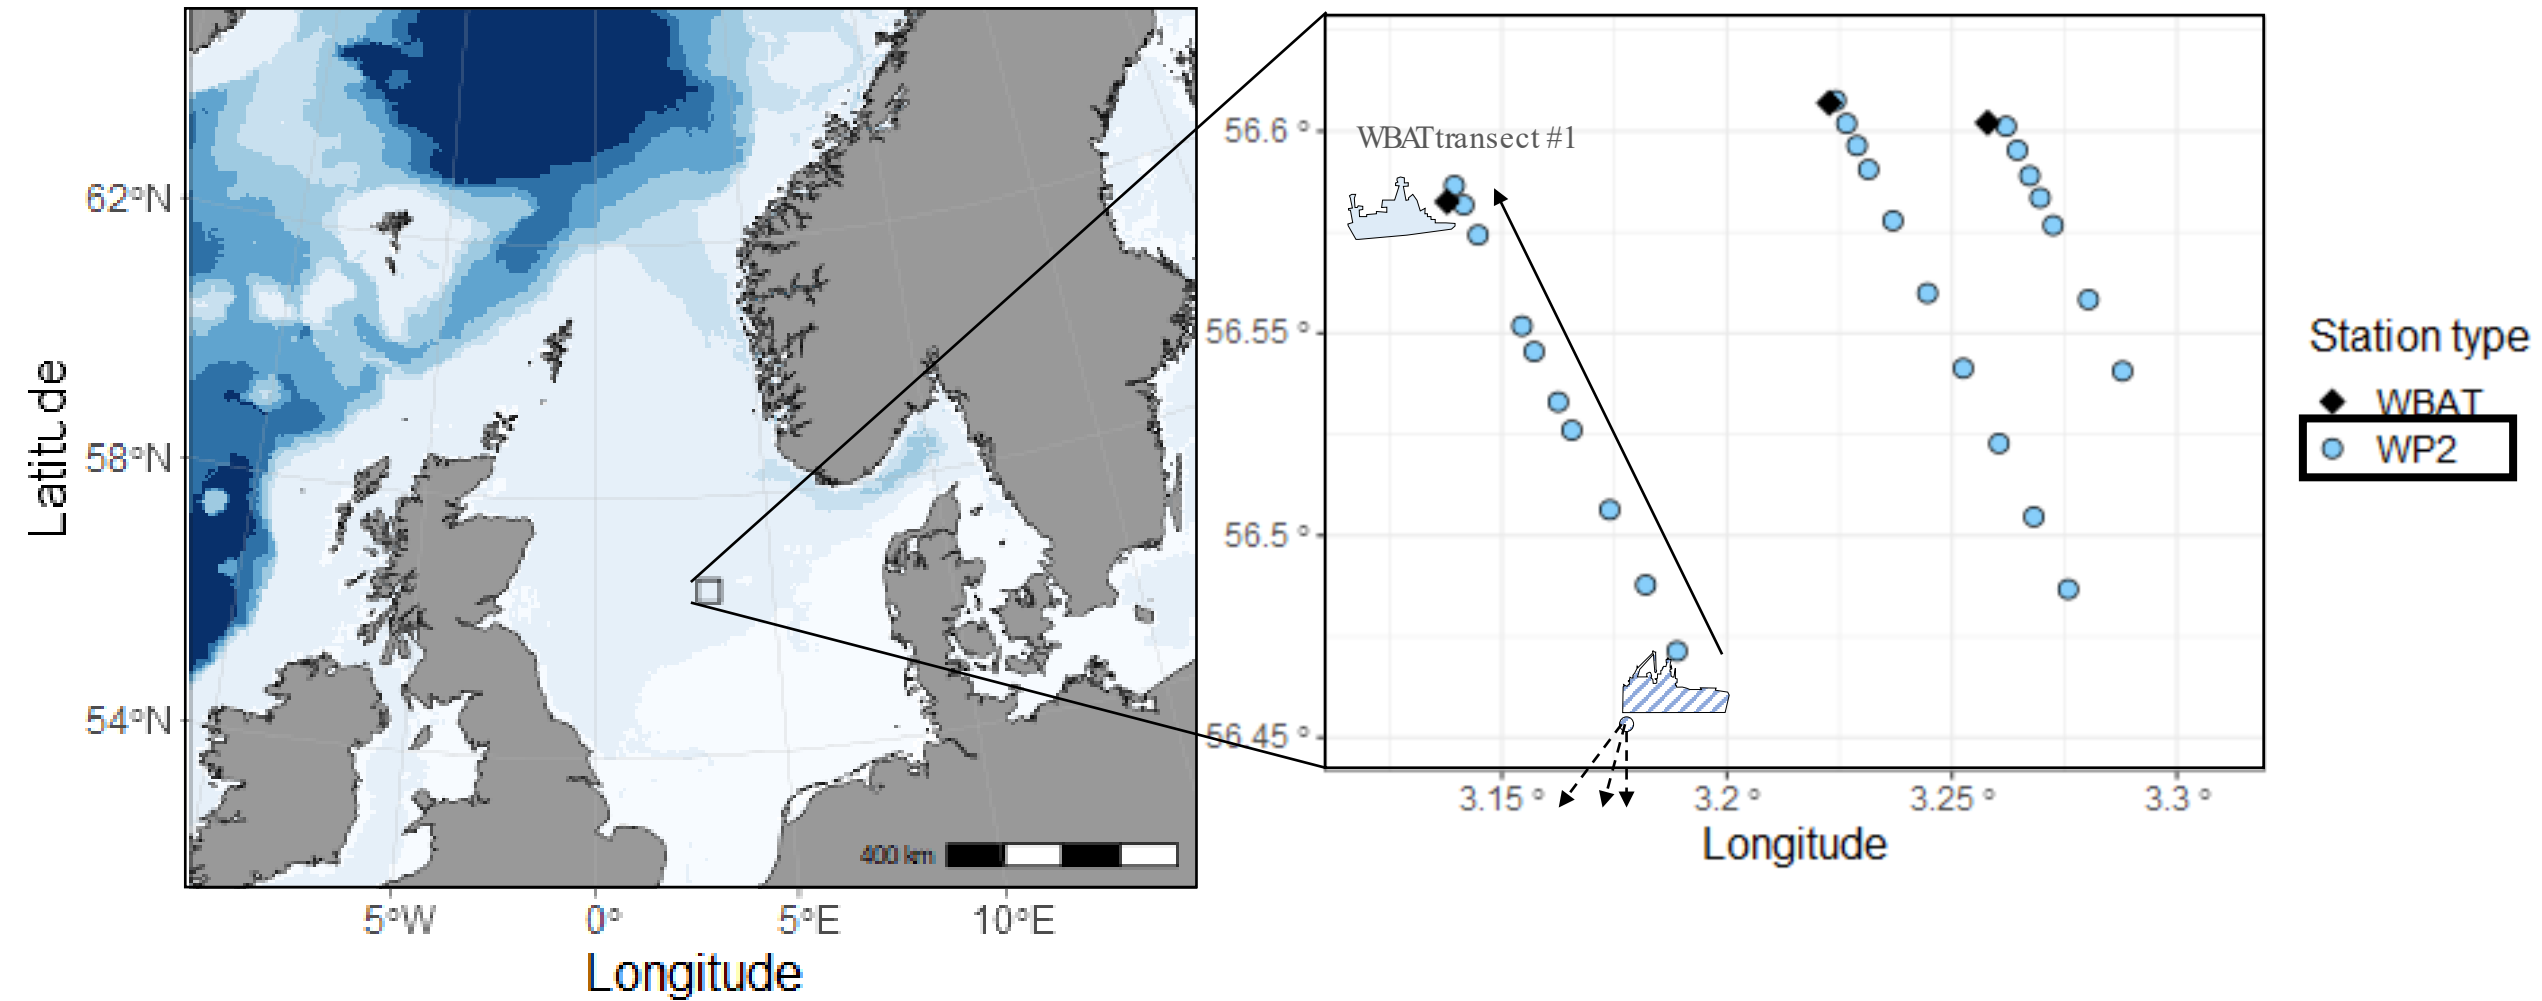 Latitude
62°N
58°N
54°N
5°W
0°
5°E
10°E
Longitude
400 km
WBAT transect #1
56.6 °
56.55 °
56.5 °
56.45 °
3.15 °
3.2 °
3.25 °
3.3 °
Longitude
Station type
WBAT
WP2